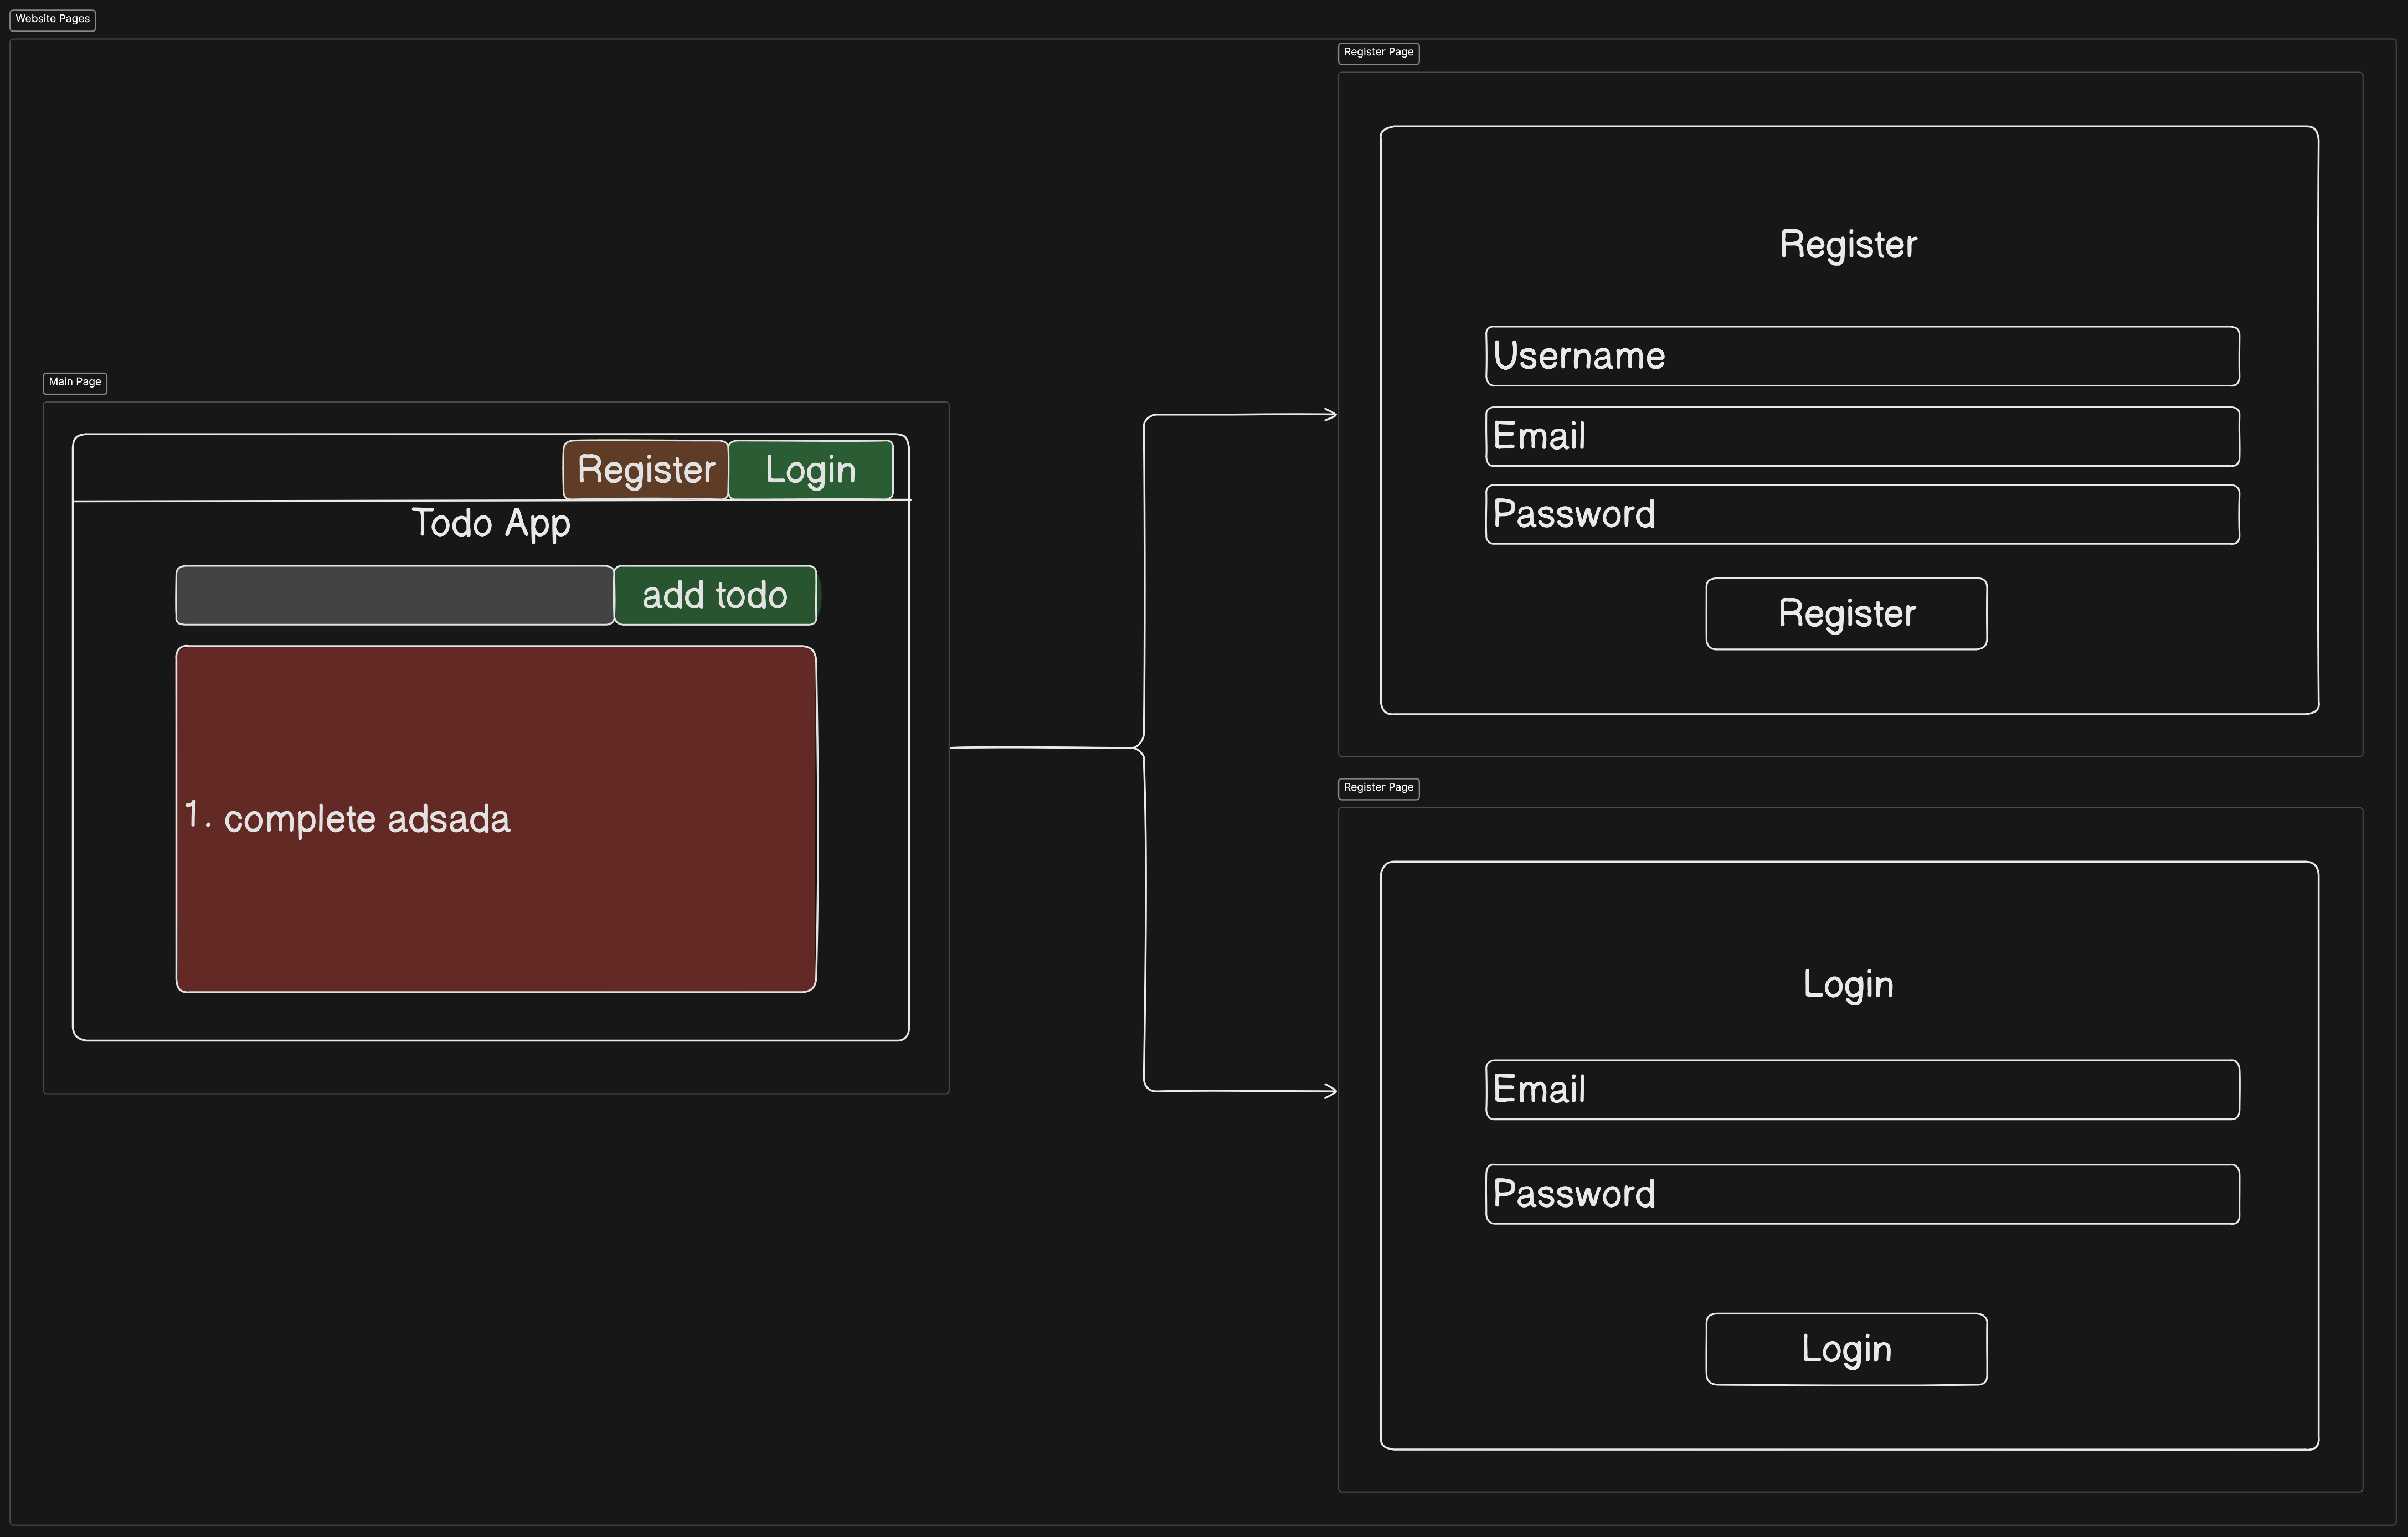 Website Pages
Main Page
Register Login
Todo App
add todo
1. complete adsada
Register Page
Register
Username
Email
Password
Register
Register Page
Login
Email
Password
Login